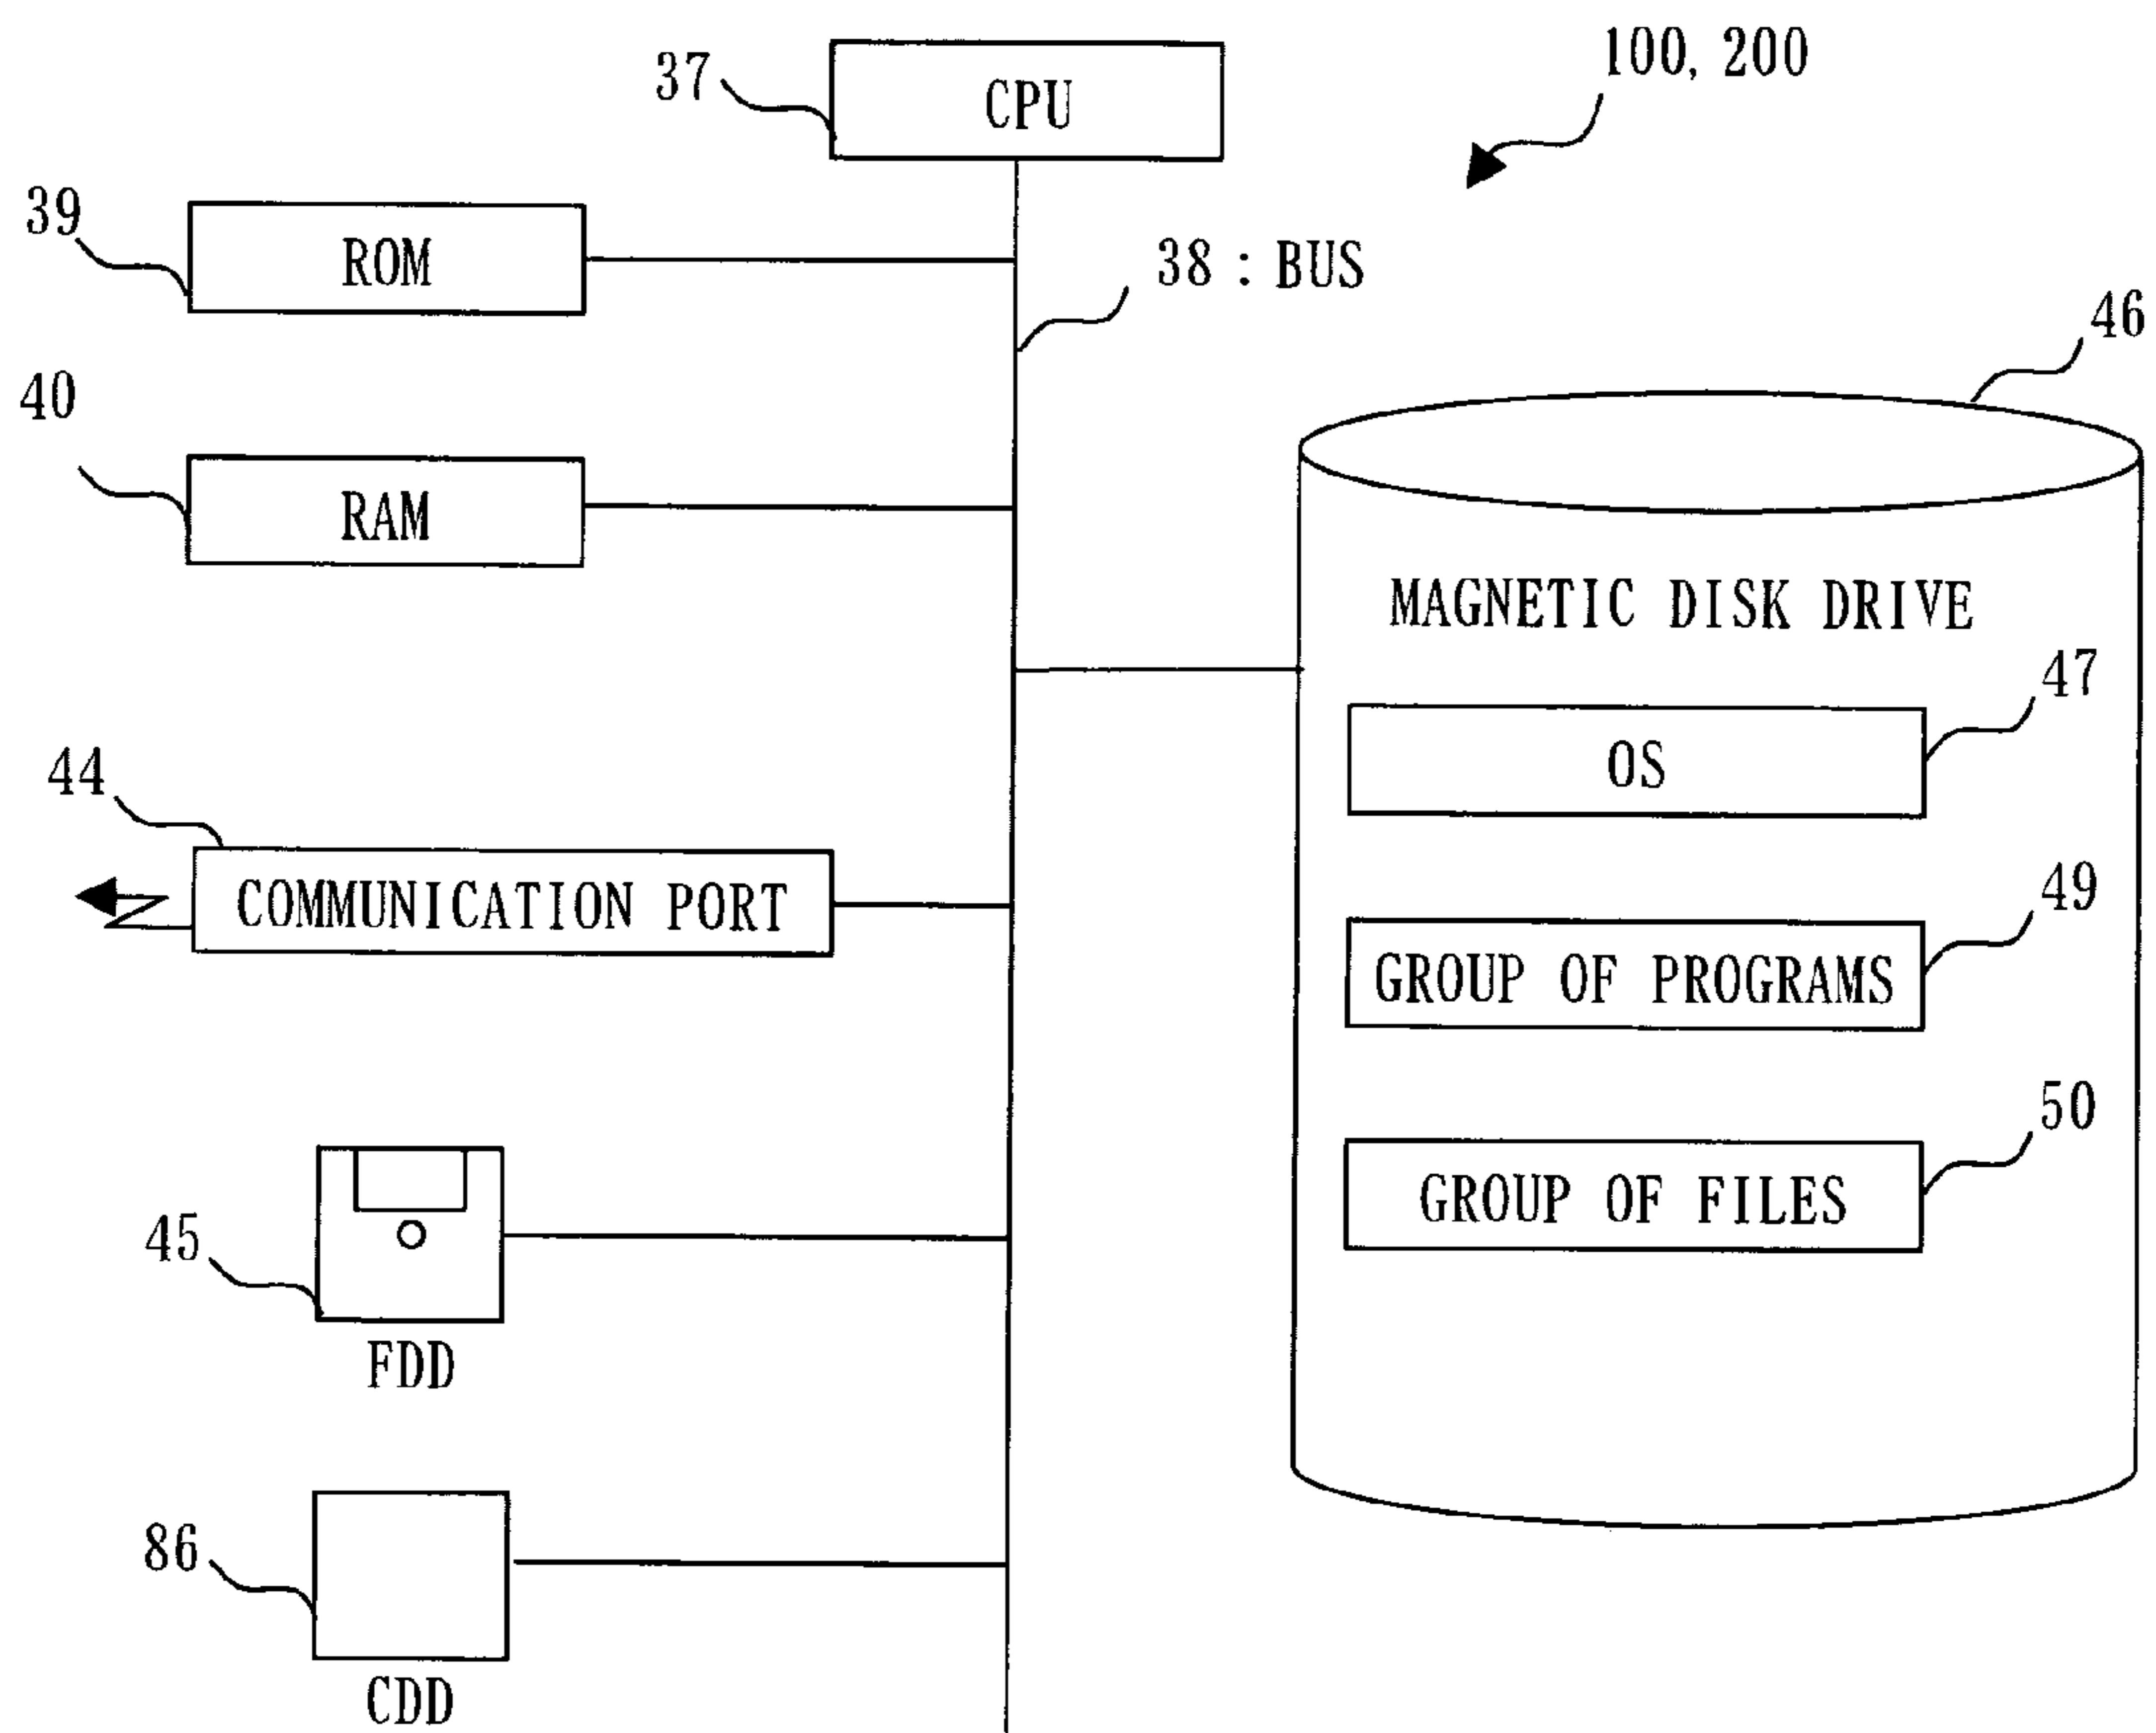 100, 200
37
CPU
39
ROM
38 : BUS
46
40
RAM
MAGNETIC DISK DRIVE
47
OS
44
COMMUNICATION PORT
49
GROUP OF PROGRAMS
50
GROUP OF FILES
45
FDD
86
CDD